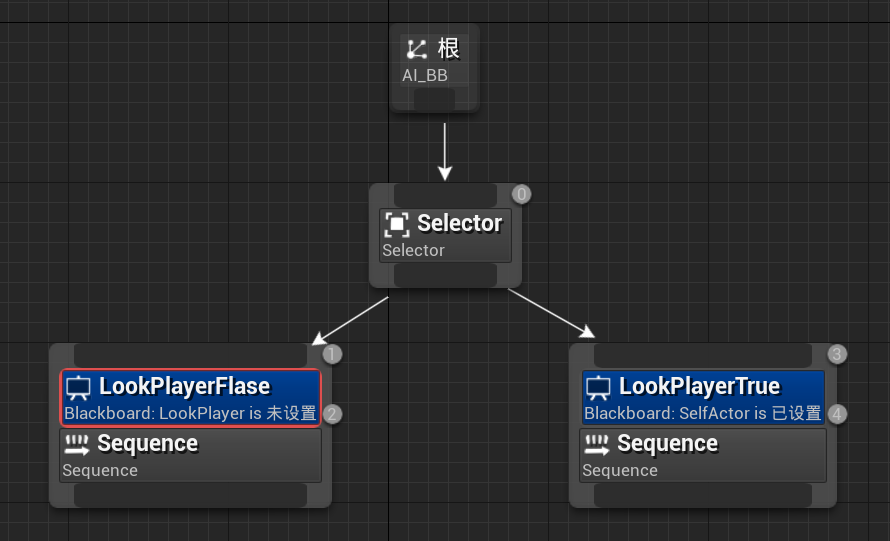 根
AI_BB
0
Selector
Selector
1
LookPlayerFlase
Blackboard: LookPlayer is 未设置
2
Sequence
Sequence
3
LookPlayerTrue
Blackboard: SelfActor is 已设置
4
Sequence
Sequence